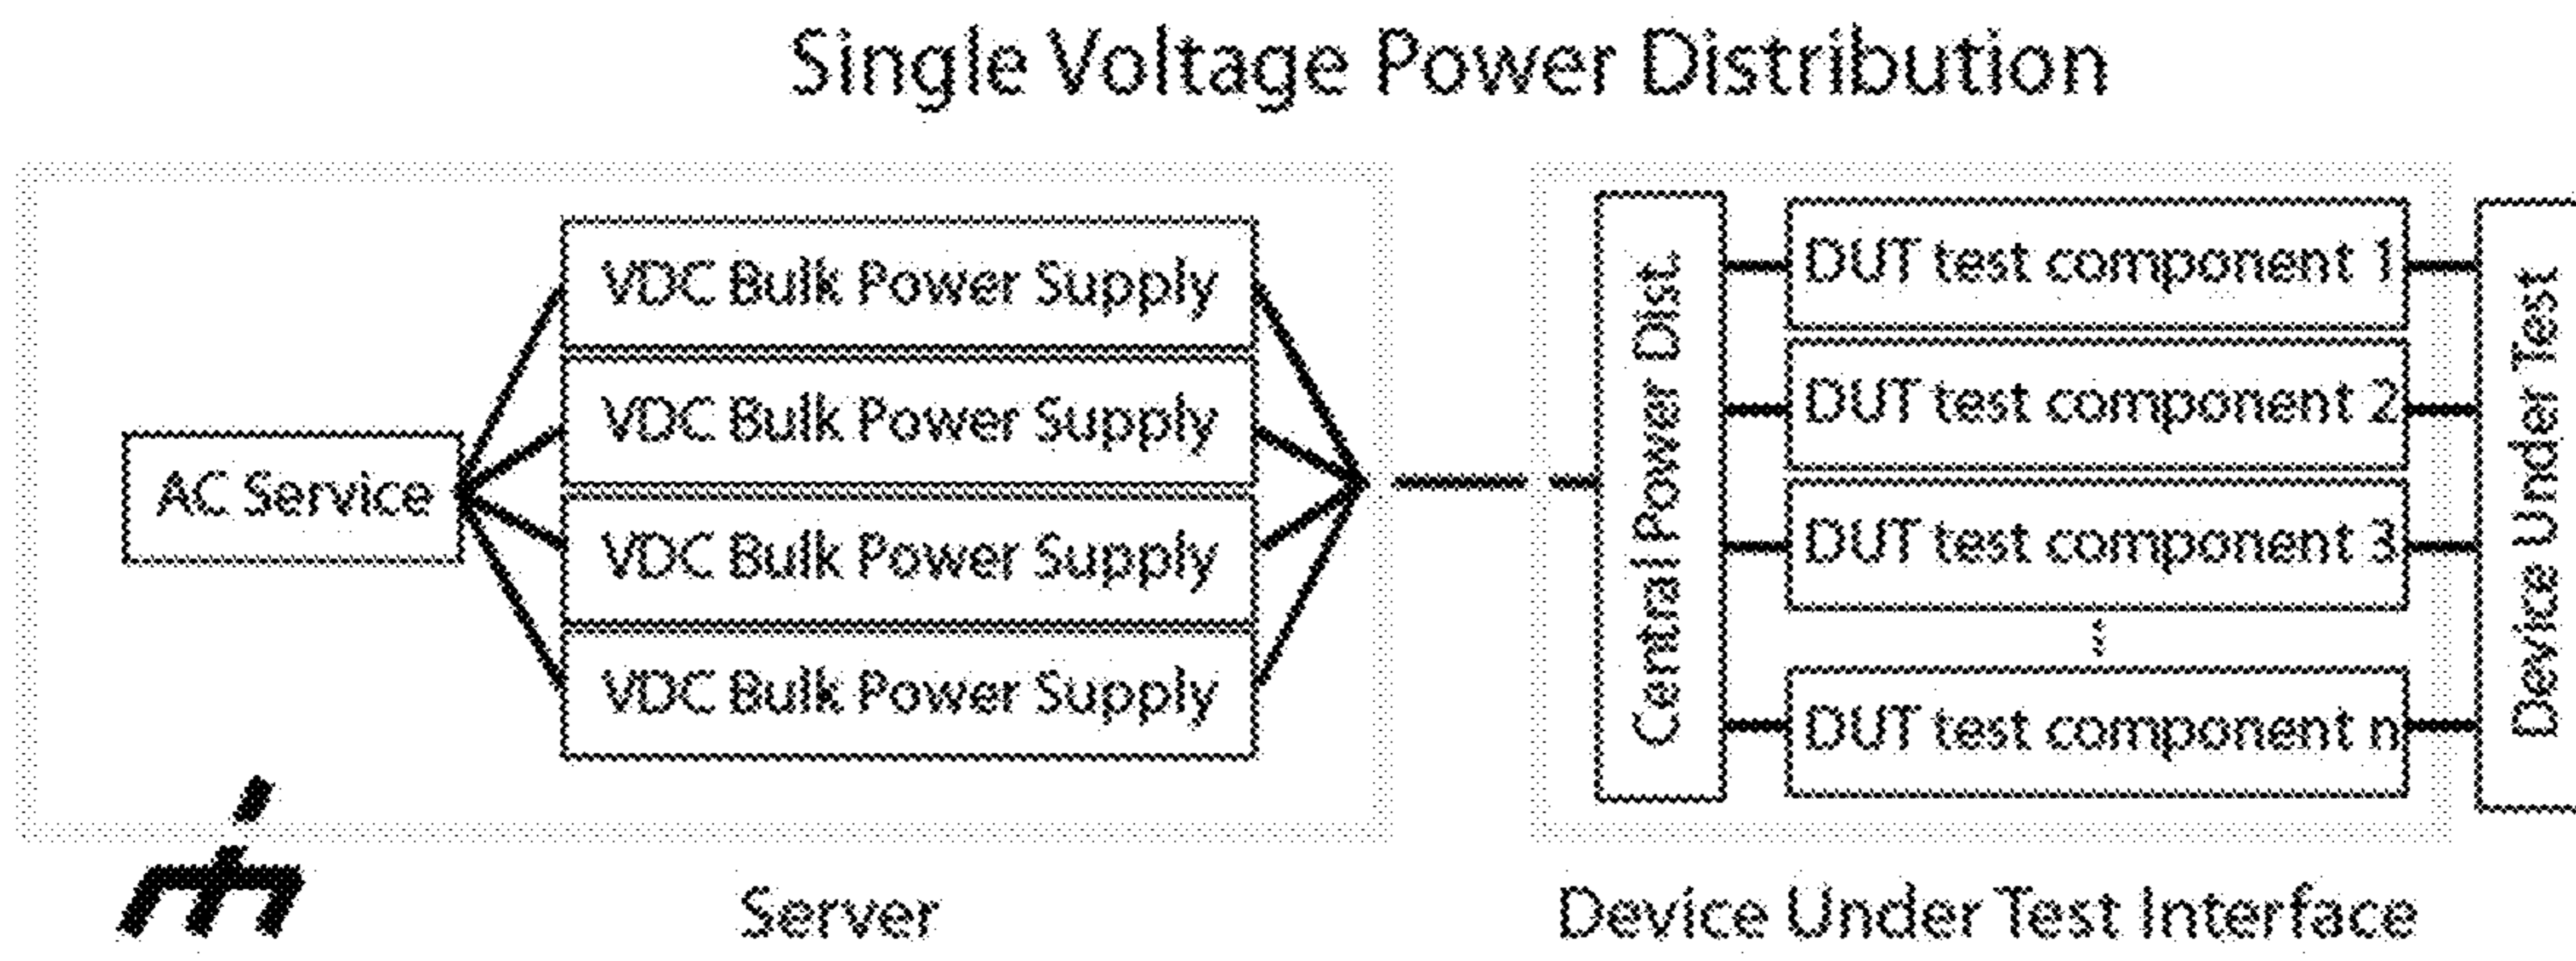 Single Voltage Power Distribution
AC Service
VDC Bulk Power Supply
VDC Bulk Power Supply
VDC Bulk Power Supply
VDC Bulk Power Supply
Central Power Dist.
DUT test component 1
DUT test component 2
DUT test component 3
DUT test component n
Device Under Test
Server
Device Under Test Interface